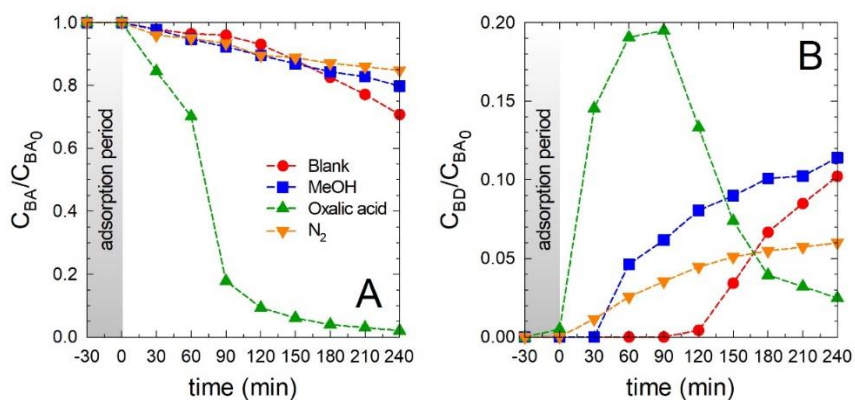 C_BA/C_BA0
1.0
0.8
0.6
0.4
0.2
0.0
adsorption period
Blank
MeOH
Oxalic acid
N2
A
-30 0 30 60 90 120 150 180 210 240
time (min)
C_BD/C_BA0
0.20
0.15
0.10
0.05
0.00
adsorption period
B
-30 0 30 60 90 120 150 180 210 240
time (min)